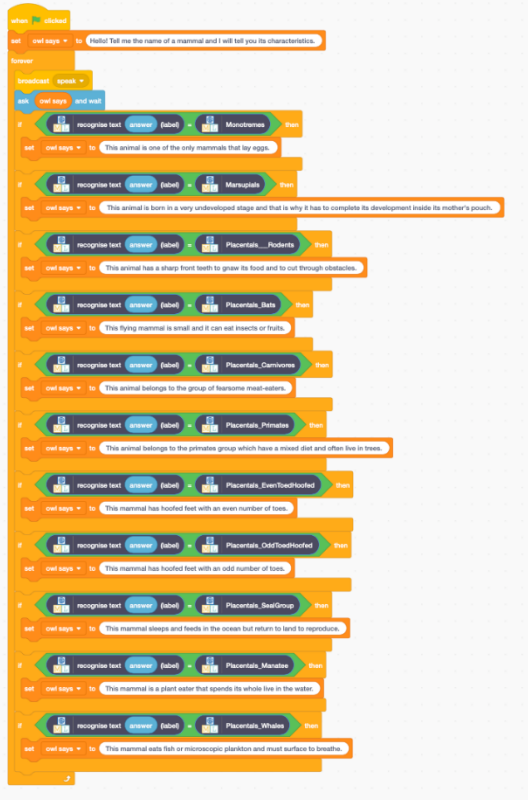 when clicked
set owl says to Hello! Tell me the name of a mammal and I will tell you its characteristics.
forever
broadcast speak
ask owl says and wait
if recognise text answer (label) = Monotremes then
set owl says to This animal is one of the only mammals that lay eggs.
if recognise text answer (label) = Marsupials then
set owl says to This animal is born in a very undeveloped stage and that is why it has to complete its development inside its mother's pouch.
if recognise text answer (label) = Placentals___Rodents then
set owl says to This animal has a sharp front teeth to gnaw its food and to cut through obstacles.
if recognise text answer (label) = Placentals_Bats then
set owl says to This flying mammal is small and it can eat insects or fruits.
if recognise text answer (label) = Placentals_Carnivores then
set owl says to This animal belongs to the group of fearsome meat-eaters.
if recognise text answer (label) = Placentals_Primates then
set owl says to This animal belongs to the primates group which have a mixed diet and often live in trees.
if recognise text answer (label) = Placentals_EvenToedHoofed then
set owl says to This mammal has hoofed feet with an even number of toes.
if recognise text answer (label) = Placentals_OddToedHoofed then
set owl says to This mammal has hoofed feet with an odd number of toes.
if recognise text answer (label) = Placentals_SealGroup then
set owl says to This mammal sleeps and feeds in the ocean but return to land to reproduce.
if recognise text answer (label) = Placentals_Manatee then
set owl says to This mammal is a plant eater that spends its whole live in the water.
if recognise text answer (label) = Placentals_Whales then
set owl says to This mammal eats fish or microscopic plankton and must surface to breathe.